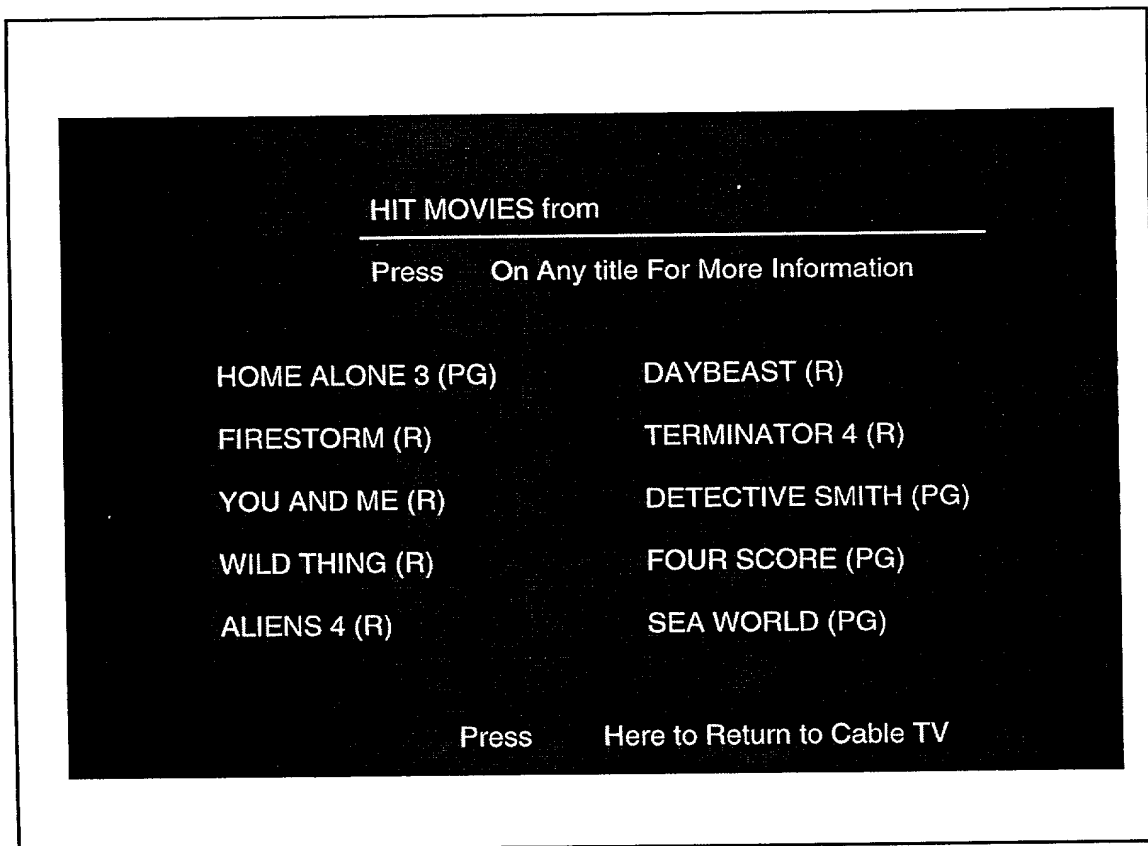 HIT MOVIES from
Press On Any title For More Information
HOME ALONE 3 (PG)
FIRESTORM (R)
YOU AND ME (R)
WILD THING (R)
ALIENS 4 (R)
DAYBEAST (R)
TERMINATOR 4 (R)
DETECTIVE SMITH (PG)
FOUR SCORE (PG)
SEA WORLD (PG)
Press Here to Return to Cable TV